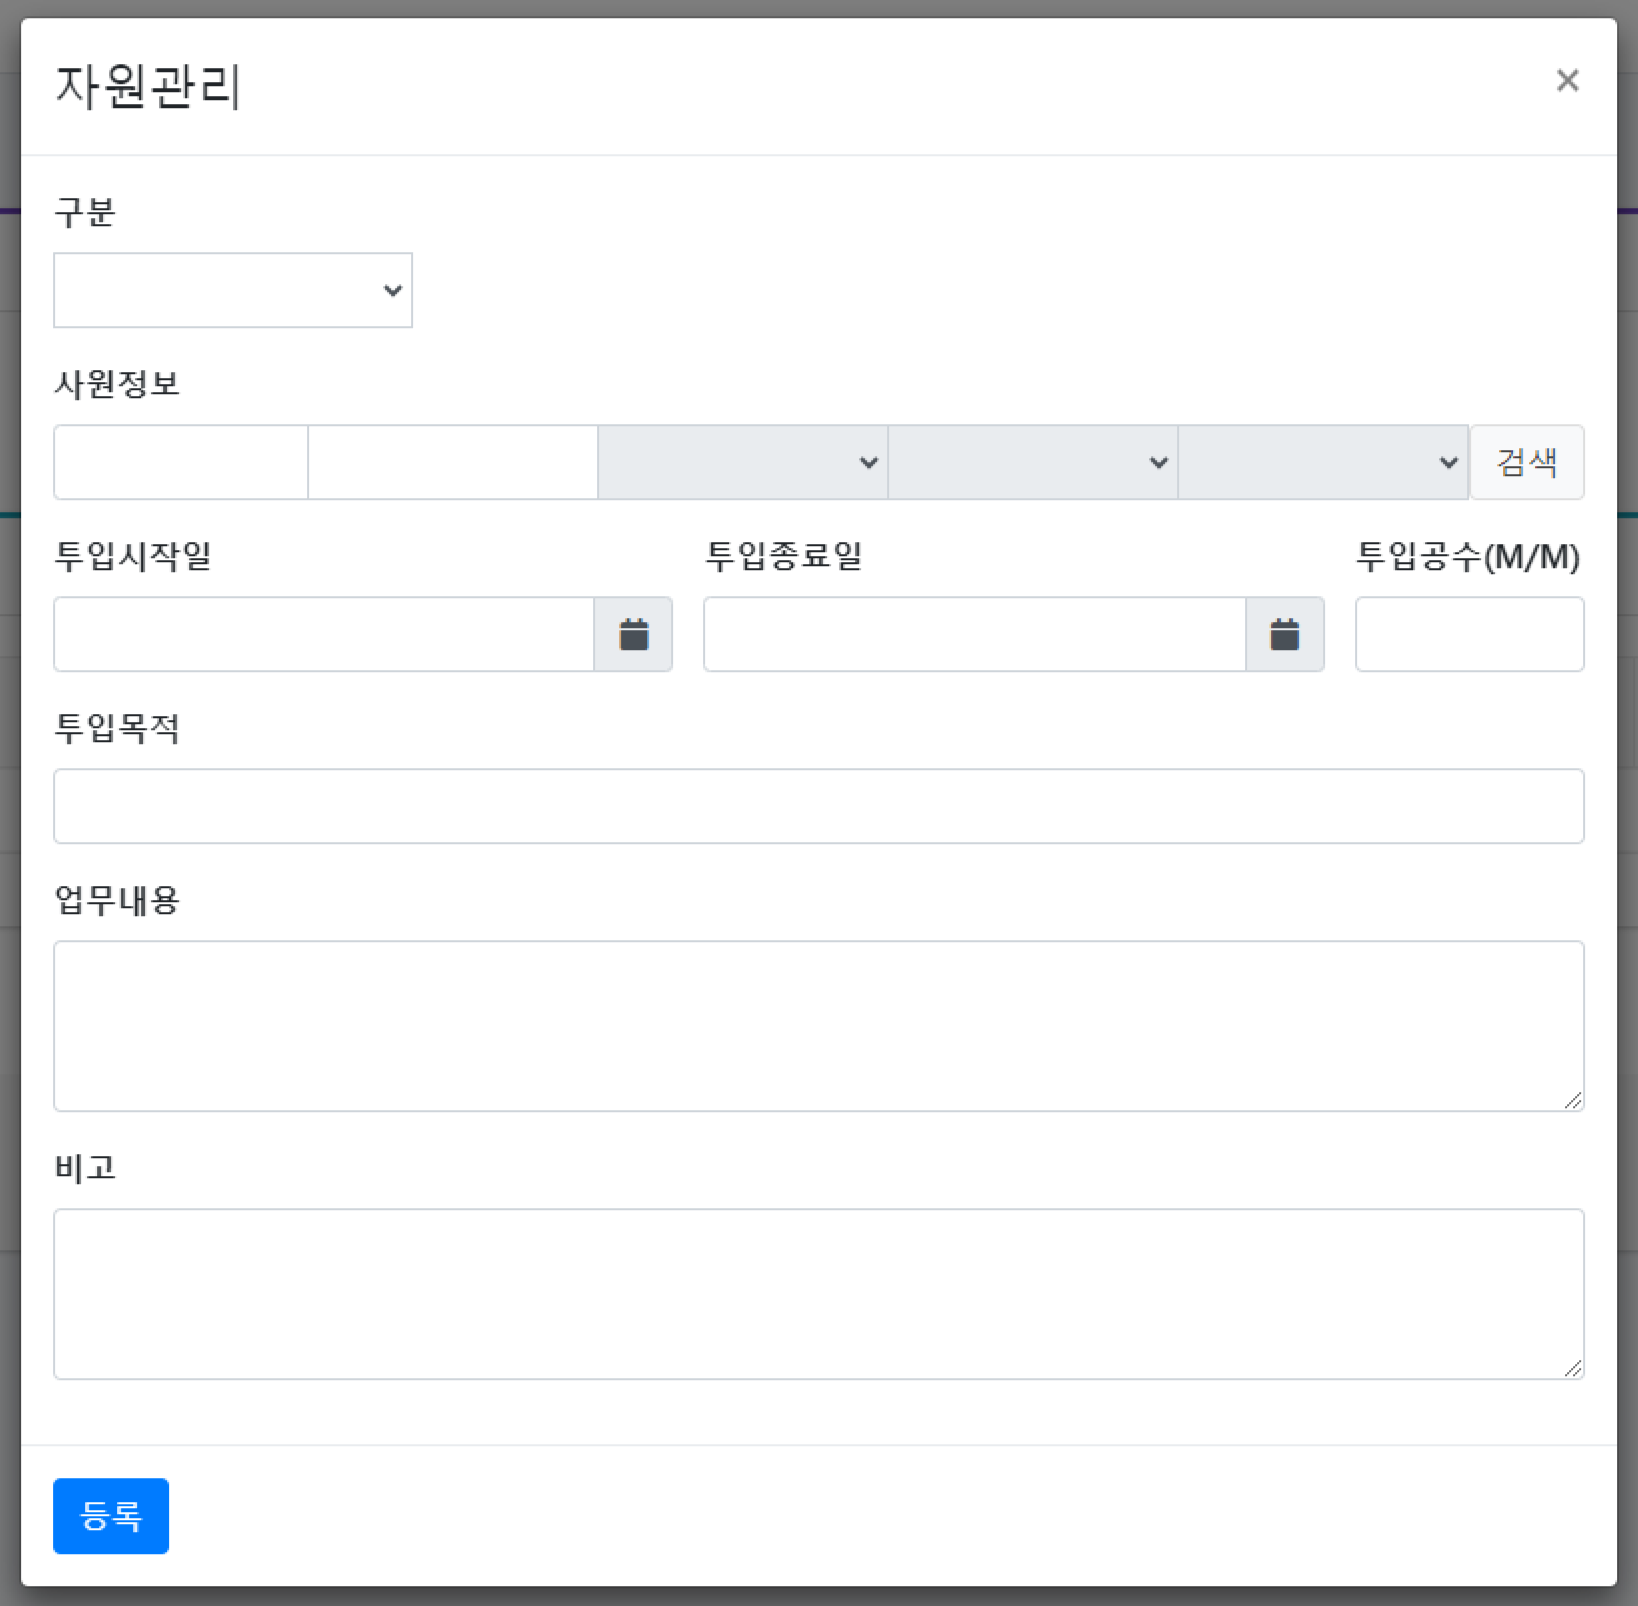 자원관리
×
구분
사원정보
검색
투입시작일 투입종료일 투입공수(M/M)
투입목적
업무내용
비고
등록